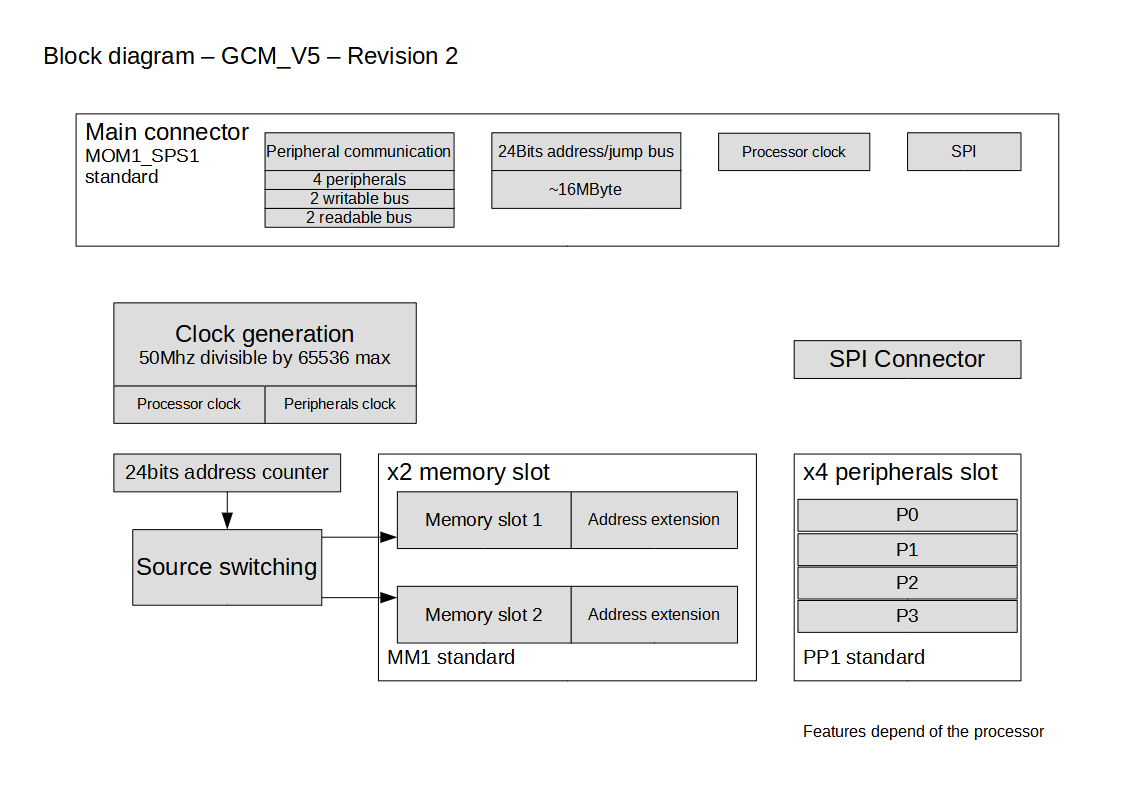 Block diagram – GCM_V5 – Revision 2
Main connector
MOM1_SPS1
standard
Peripheral communication
4 peripherals
2 writable bus
2 readable bus
24Bits address/jump bus
~16MByte
Processor clock
SPI
Clock generation
50Mhz divisible by 65536 max
Processor clock
Peripherals clock
SPI Connector
24bits address counter
Source switching
x2 memory slot
Memory slot 1
Address extension
Memory slot 2
Address extension
MM1 standard
x4 peripherals slot
P0
P1
P2
P3
PP1 standard
Features depend of the processor